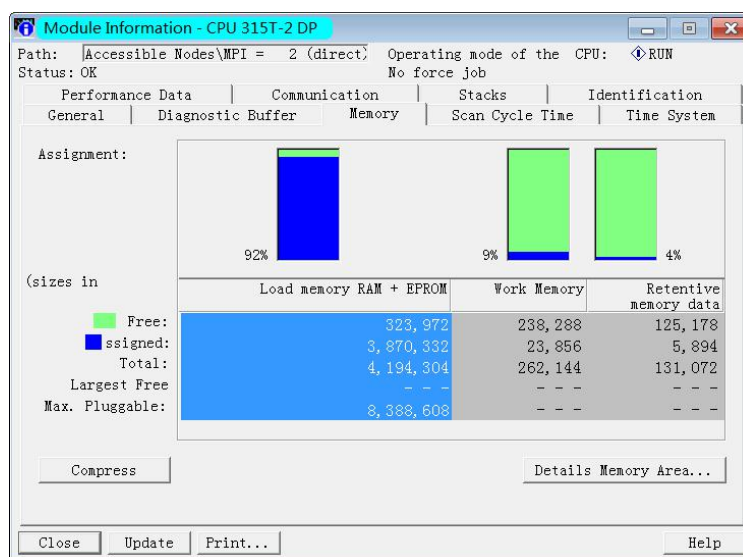 Module Information - CPU 315T-2 DP
Path: Accessible Nodes\MPI = 2 (direct) Operating mode of the CPU: RUN
Status: OK No force job
Performance Data Communication Stacks Identification
General Diagnostic Buffer Memory Scan Cycle Time Time System
Assignment:
92% 9% 4%
(sizes in
Load memory RAM + EPROM Work Memory Retentive
memory data
Free: 323,972 238,288 125,178
ssigned: 3,870,332 23,856 5,894
Total: 4,194,304 262,144 131,072
Largest Free - - - - - - - - -
Max. Pluggable: 8,388,608 - - - - - -
Compress Details Memory Area...
Close Update Print... Help